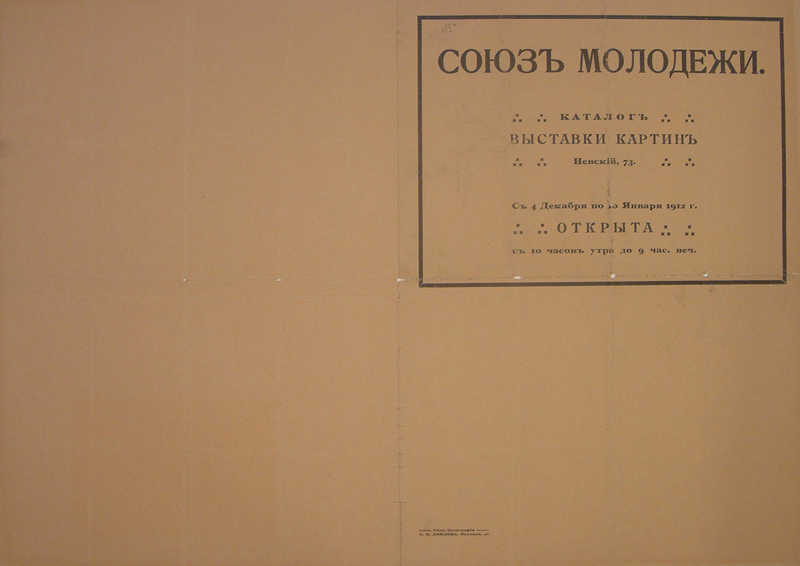 СОЮЗЪ МОЛОДЕЖИ.
КАТАЛОГЪ
ВЫСТАВКИ КАРТИНЪ
Невскій, 73.
Съ 4 Декабря по 10 Января 1912 г.
ОТКРЫТА
съ 10 часовъ утра до 9 час. веч.